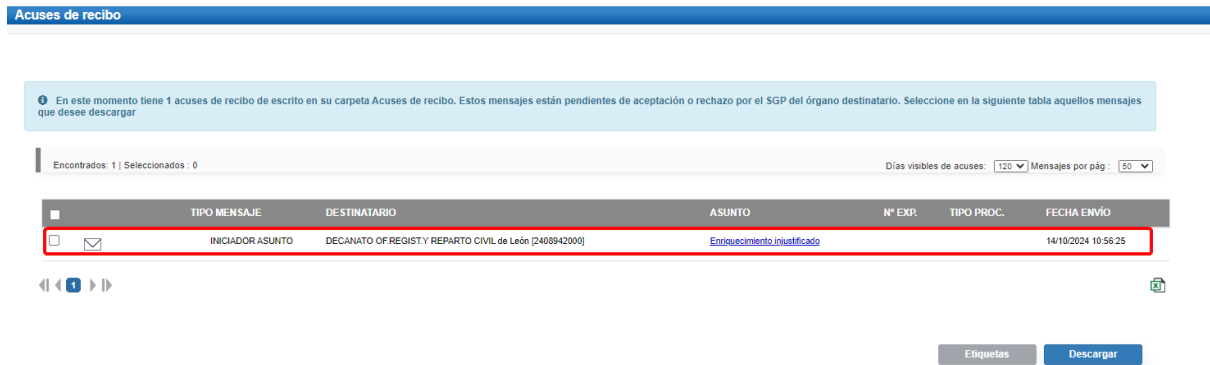 Acuses de recibo
En este momento tiene 1 acuses de recibo de escrito en su carpeta Acuses de recibo. Estos mensajes están pendientes de aceptación o rechazo por el SGP del órgano destinatario. Seleccione en la siguiente tabla aquellos mensajes
que desee descargar
Encontrados: 1 | Seleccionados : 0 Días visibles de acuses: 120 Mensajes por pág : 50
TIPO MENSAJE DESTINATARIO ASUNTO Nº EXP. TIPO PROC. FECHA ENVÍO
INICIADOR ASUNTO DECANATO OF.REGIST.Y REPARTO CIVIL de León [2408942000] Enriquecimiento injustificado 14/10/2024 10:56:25
1
Etiquetas Descargar